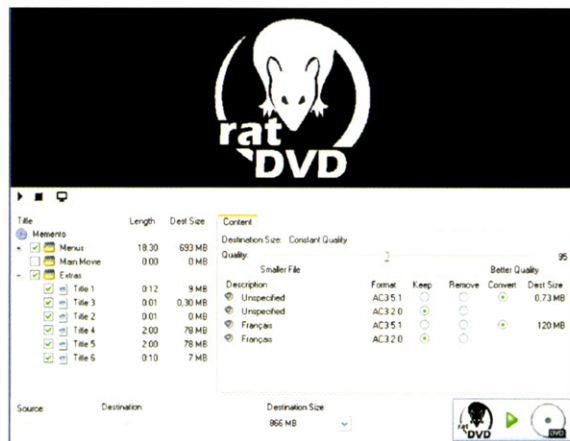 rat
DVD
Title Length Dest Size
Memento
Menus 18:30 693 MB
Main Movie 0:00 0 MB
Extras
Title 1 0:12 9 MB
Title 3 0:01 0,30 MB
Title 2 0:01 0 MB
Title 4 2:00 78 MB
Title 5 2:00 78 MB
Title 6 0:10 7 MB
Content
Destination Size: Constant Quality
Quality: 95
Smaller File Better Quality
Description Format Keep Remove Convert Dest Size
Unspecified AC3 5.1 0,73 MB
Unspecified AC3 2.0
Français AC3 5.1 120 MB
Français AC3 2.0
Source Destination Destination Size
866 MB
rat
DVD
DVD